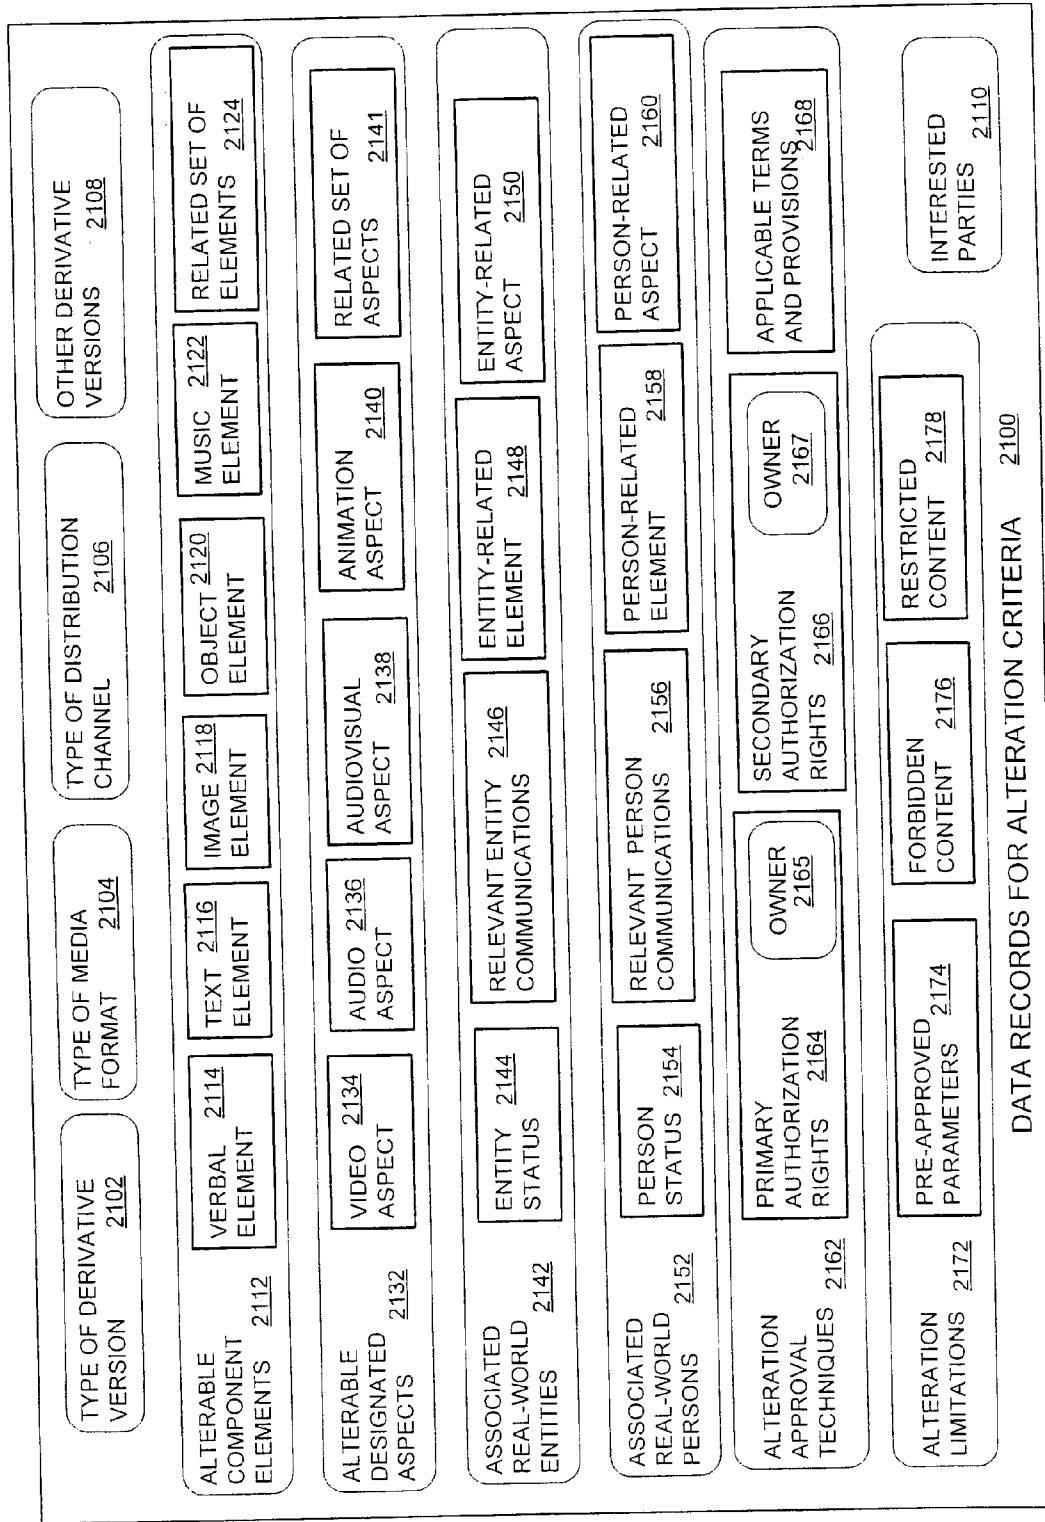 TYPE OF DERIVATIVE
VERSION 2102
TYPE OF MEDIA
FORMAT 2104
TYPE OF DISTRIBUTION
CHANNEL 2106
OTHER DERIVATIVE
VERSIONS 2108
ALTERABLE
COMPONENT
ELEMENTS 2112
VERBAL 2114
ELEMENT
TEXT 2116
ELEMENT
IMAGE 2118
ELEMENT
OBJECT 2120
ELEMENT
MUSIC 2122
ELEMENT
RELATED SET OF
ELEMENTS 2124
ALTERABLE
DESIGNATED
ASPECTS 2132
VIDEO 2134
ASPECT
AUDIO 2136
ASPECT
AUDIOVISUAL
ASPECT 2138
ANIMATION
ASPECT 2140
RELATED SET OF
ASPECTS 2141
ASSOCIATED
REAL-WORLD
ENTITIES 2142
ENTITY 2144
STATUS
RELEVANT ENTITY
COMMUNICATIONS 2146
ENTITY-RELATED
ELEMENT 2148
ENTITY-RELATED
ASPECT 2150
ASSOCIATED
REAL-WORLD
PERSONS 2152
PERSON
STATUS 2154
RELEVANT PERSON
COMMUNICATIONS 2156
PERSON-RELATED
ELEMENT 2158
PERSON-RELATED
ASPECT 2160
ALTERATION
APPROVAL
TECHNIQUES 2162
PRIMARY
AUTHORIZATION
RIGHTS 2164
OWNER
2165
SECONDARY
AUTHORIZATION
RIGHTS 2166
OWNER
2167
APPLICABLE TERMS
AND PROVISIONS 2168
ALTERATION
LIMITATIONS 2172
PRE-APPROVED
PARAMETERS 2174
FORBIDDEN
CONTENT 2176
RESTRICTED
CONTENT 2178
INTERESTED
PARTIES 2110
DATA RECORDS FOR ALTERATION CRITERIA 2100